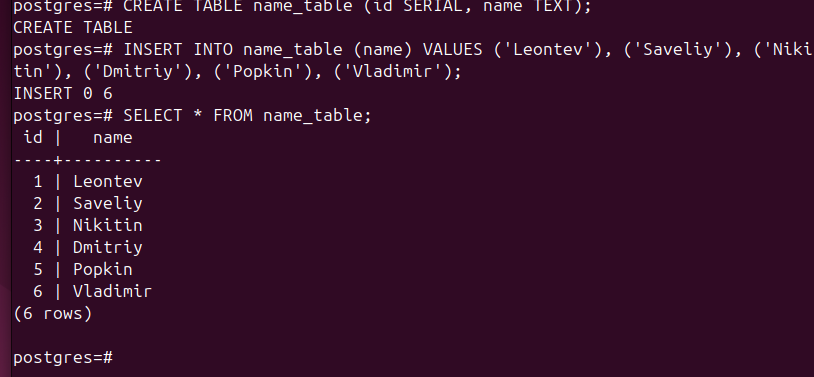 postgres=# CREATE TABLE name_table (id SERIAL, name TEXT);
CREATE TABLE
postgres=# INSERT INTO name_table (name) VALUES ('Leontev'), ('Saveliy'), ('Niki
tin'), ('Dmitriy'), ('Popkin'), ('Vladimir');
INSERT 0 6
postgres=# SELECT * FROM name_table;
 id |   name
----+----------
  1 | Leontev
  2 | Saveliy
  3 | Nikitin
  4 | Dmitriy
  5 | Popkin
  6 | Vladimir
(6 rows)

postgres=#